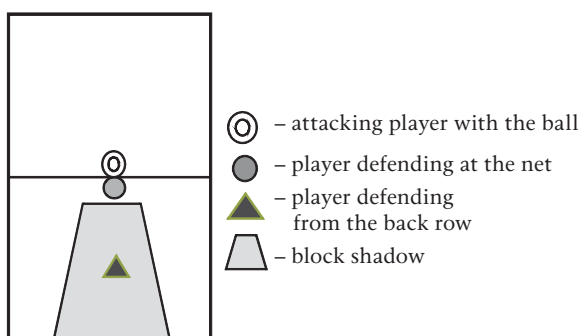 – attacking player with the ball
– player defending at the net
– player defending
from the back row
– block shadow